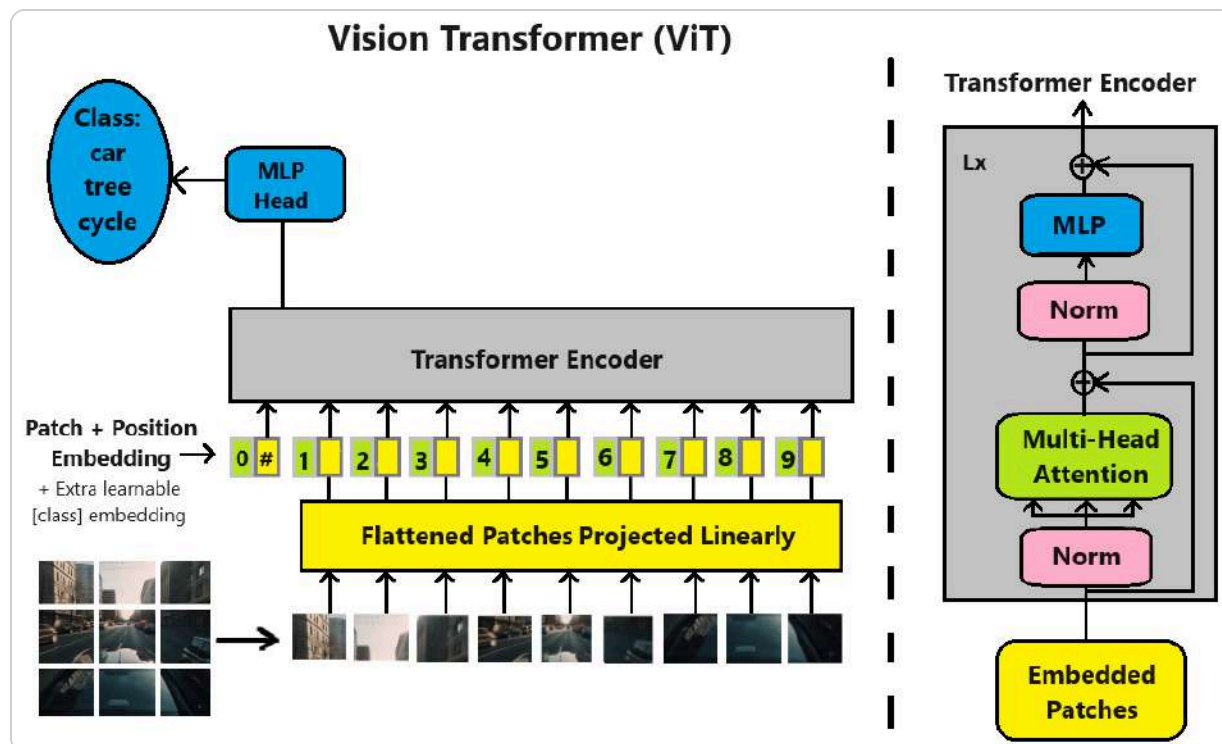 Vision Transformer (ViT)
Class:
car
tree
cycle
MLP
Head
Transformer Encoder
Patch + Position
Embedding
+ Extra learnable
[class] embedding
0 # 1 2 3 4 5 6 7 8 9
Flattened Patches Projected Linearly
Transformer Encoder
Lx
MLP
Norm
Multi-Head
Attention
Norm
Embedded
Patches